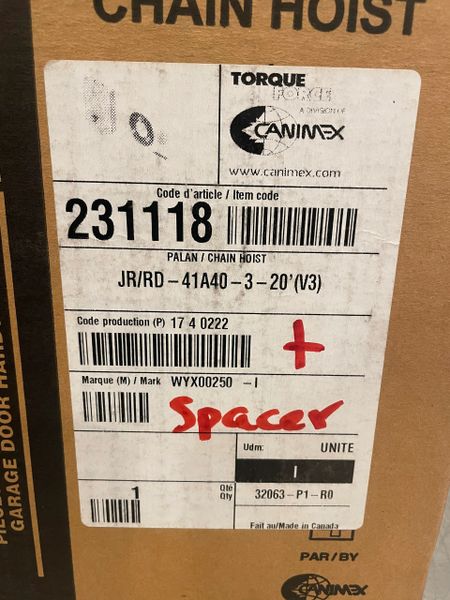 CHAIN HOIST
TORQUE
FORCE
A DIVISION OF
CANIMEX
www.canimex.com
Code d'article / Item code
231118
PALAN / CHAIN HOIST
JR/RD - 41A40 - 3 - 20' (V3)
Code production (P) 17 4 0222
+
Marque (M) / Mark WYX00250 - I
Spacer
Udm: UNITE
I
1
Qté
Qty
32063 - P1 - R0
Fait au/Made in Canada
PAR/BY
CANIMEX
GARAGE DOOR HARD